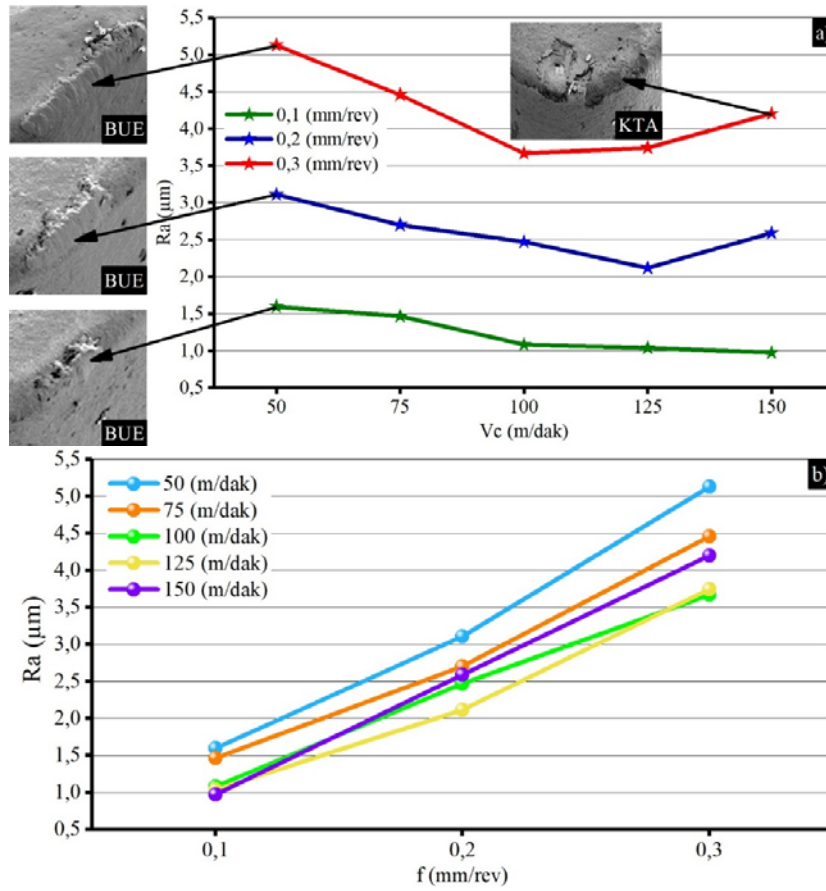 5,5
5,0
4,5
4,0
3,5
3,0
2,5
2,0
1,5
1,0
0,5
Ra (µm)
a)
BUE
BUE
BUE
KTA
0,1 (mm/rev)
0,2 (mm/rev)
0,3 (mm/rev)
50 75 100 125 150
Vc (m/dak)
5,5
5,0
4,5
4,0
3,5
3,0
2,5
2,0
1,5
1,0
0,5
Ra (µm)
b)
50 (m/dak)
75 (m/dak)
100 (m/dak)
125 (m/dak)
150 (m/dak)
0,1 0,2 0,3
f (mm/rev)